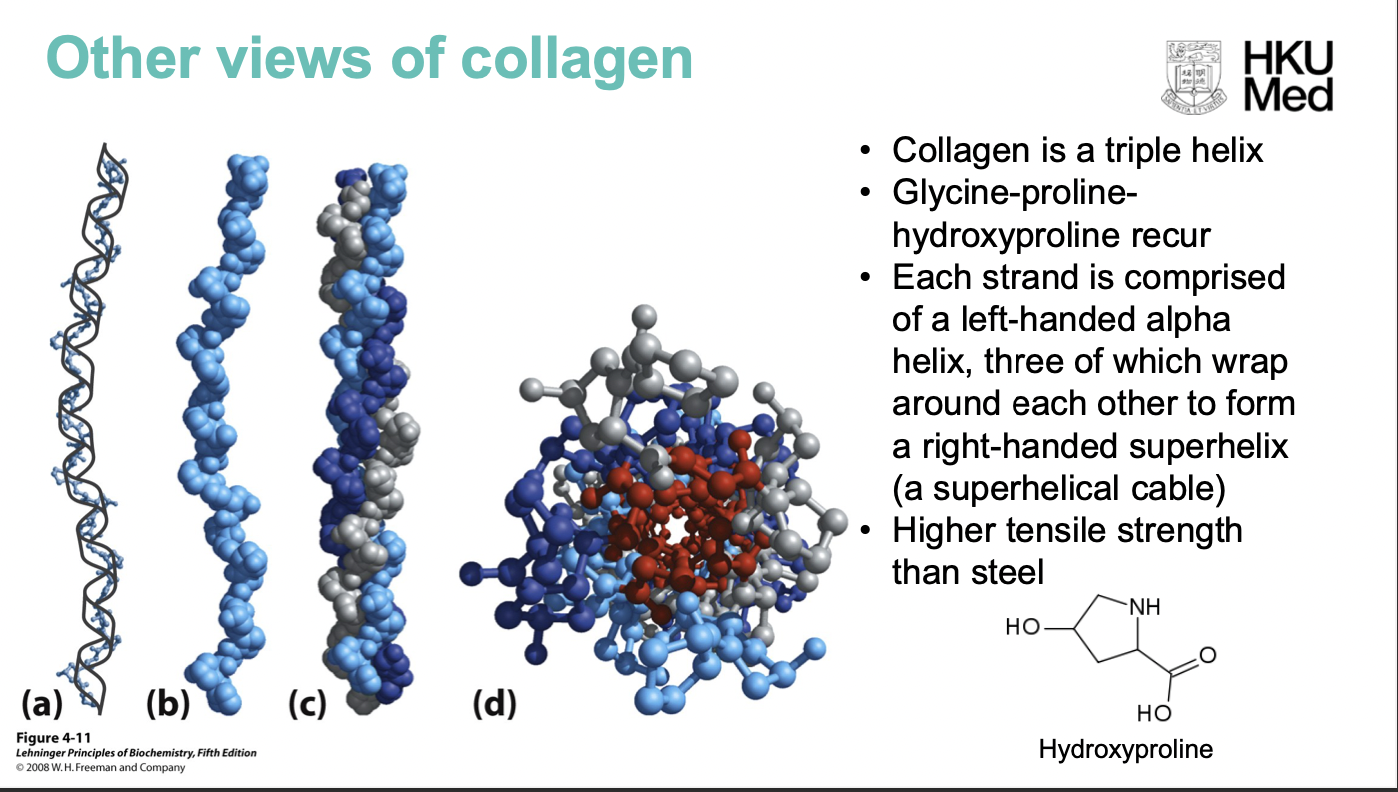 Other views of collagen
HKU
Med
• Collagen is a triple helix
• Glycine-proline-
hydroxyproline recur
• Each strand is comprised
of a left-handed alpha
helix, three of which wrap
around each other to form
a right-handed superhelix
(a superhelical cable)
• Higher tensile strength
than steel
HO
NH
O
HO
Hydroxyproline
(a)
(b)
(c)
(d)
Figure 4-11
Lehninger Principles of Biochemistry, Fifth Edition
© 2008 W. H. Freeman and Company